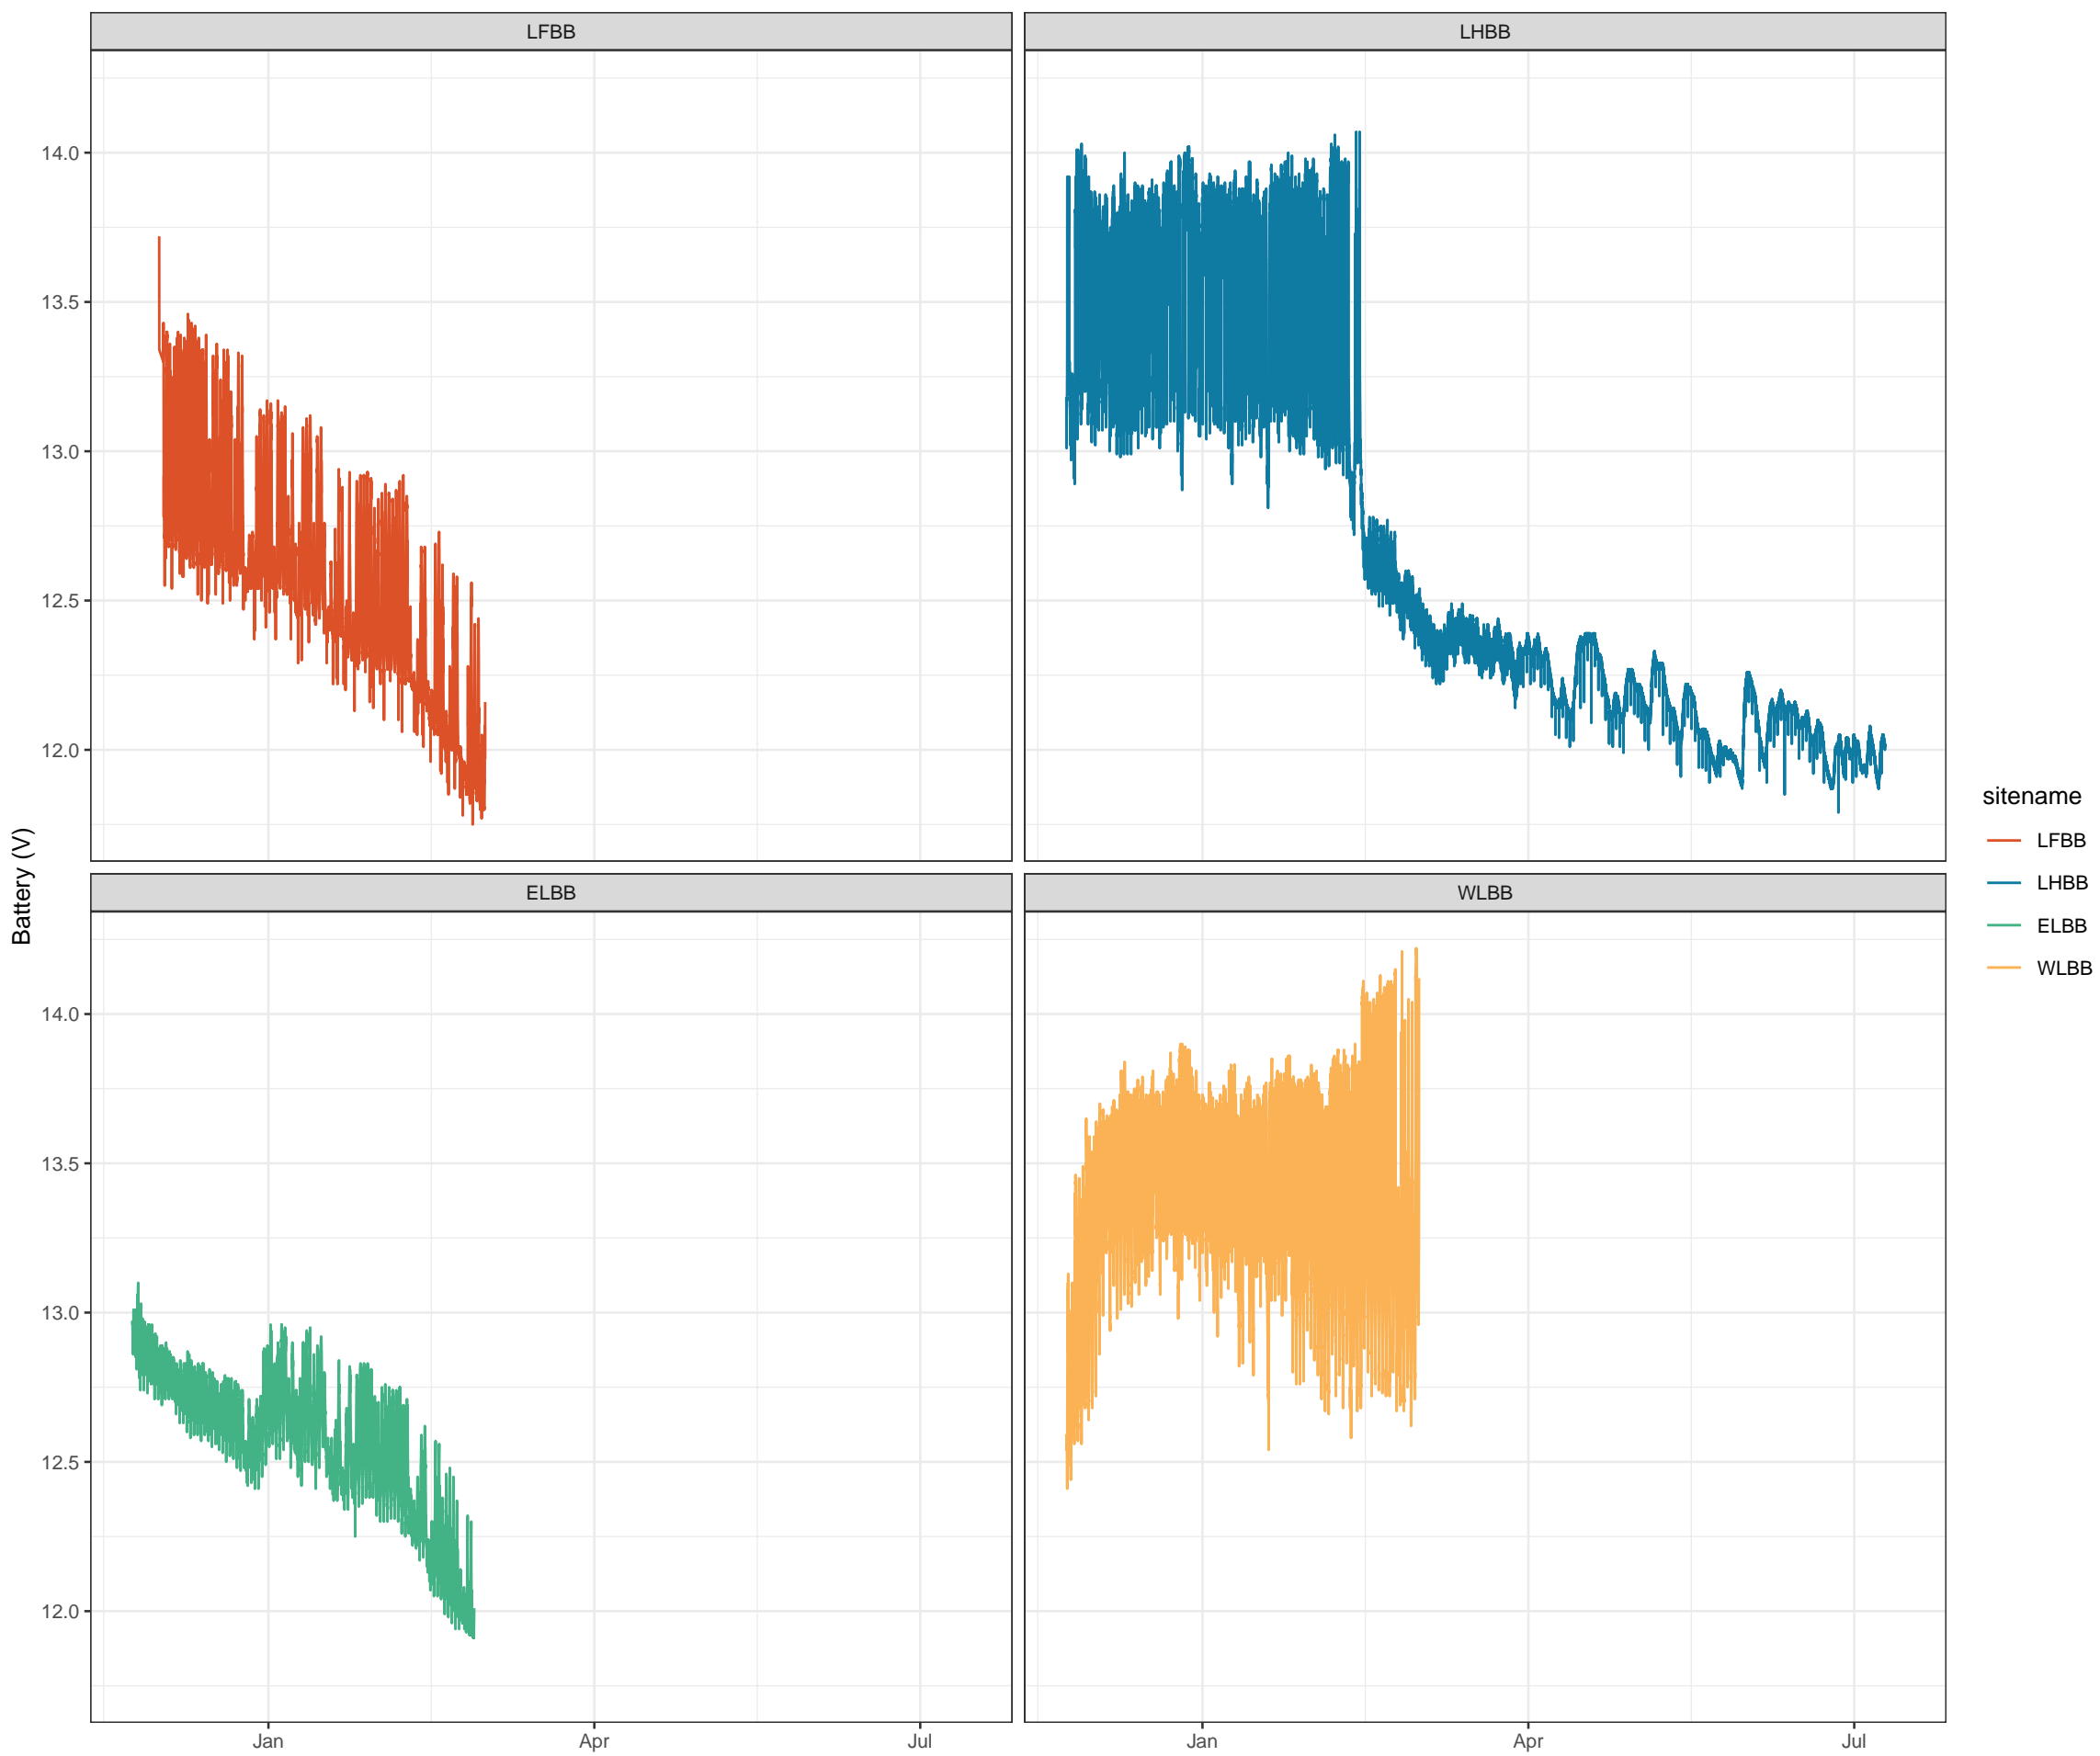 LFBB
LHBB
14.0
13.5
13.0
12.5
12.0
ELBB
WLBB
14.0
13.5
13.0
12.5
12.0
Jan
Apr
Jul
Jan
Apr
Jul
Battery (V)
sitename
LFBB
LHBB
ELBB
WLBB